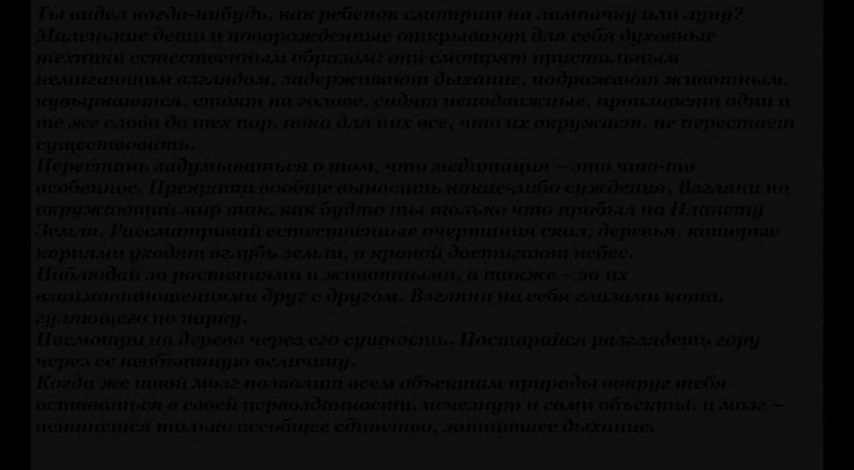 Ты видел когда-нибудь, как ребенок смотрит на лампочку или луну?
Маленькие дети и новорожденные открывают для себя духовные
техники естественным образом: они смотрят пристальным
немигающим взглядом, задерживают дыхание, подражают животным,
кувыркаются, стоят на голове, сидят неподвижные, произносят одни и
те же слова до тех пор, пока для них все, что их окружает, не перестает
существовать.
Перестань задумываться о том, что медитация – это что-то
особенное. Прекрати вообще выносить какие-либо суждения. Взгляни на
окружающий мир так, как будто ты только что прибыл на Планету
Земля. Рассматривай естественные очертания скал, деревья, которые
корнями уходят вглубь земли, а кроной достигают небес.
Наблюдай за растениями и животными, а также – за их
взаимоотношениями друг с другом. Взгляни на себя глазами кота,
гуляющего по парку.
Посмотри на дерево через его сущность. Постарайся разглядеть гору
через ее необъятную величину.
Когда же твой мозг позволит всем объектам природы вокруг тебя
оставаться в своей первозданности, исчезнут и сами объекты, и мозг –
останется только всеобщее единство, затаившее дыхание.